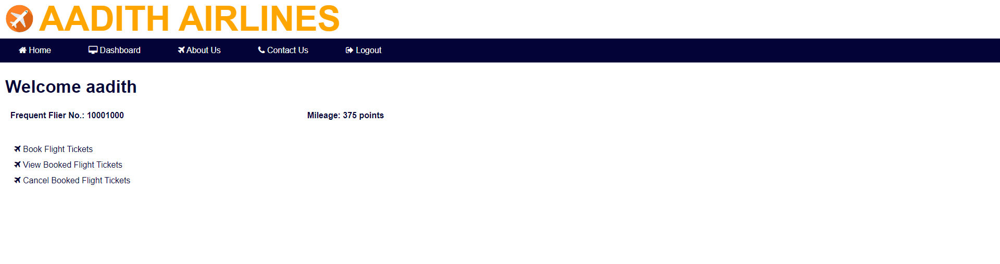 AADITH AIRLINES
Home Dashboard About Us Contact Us Logout
Welcome aadith
Frequent Flier No.: 10001000 Mileage: 375 points
Book Flight Tickets
View Booked Flight Tickets
Cancel Booked Flight Tickets